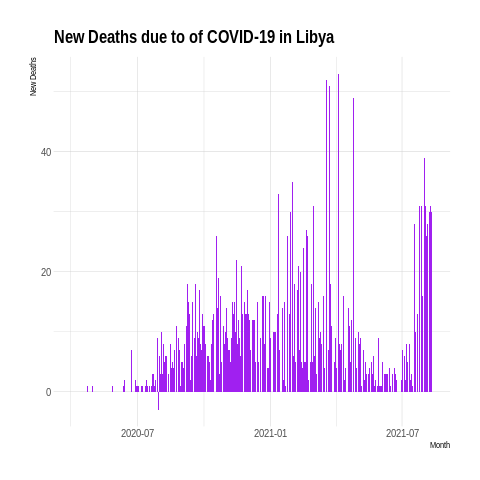 New Deaths due to of COVID-19 in Libya
New Deaths
40
20
0
2020-07
2021-01
2021-07
Month